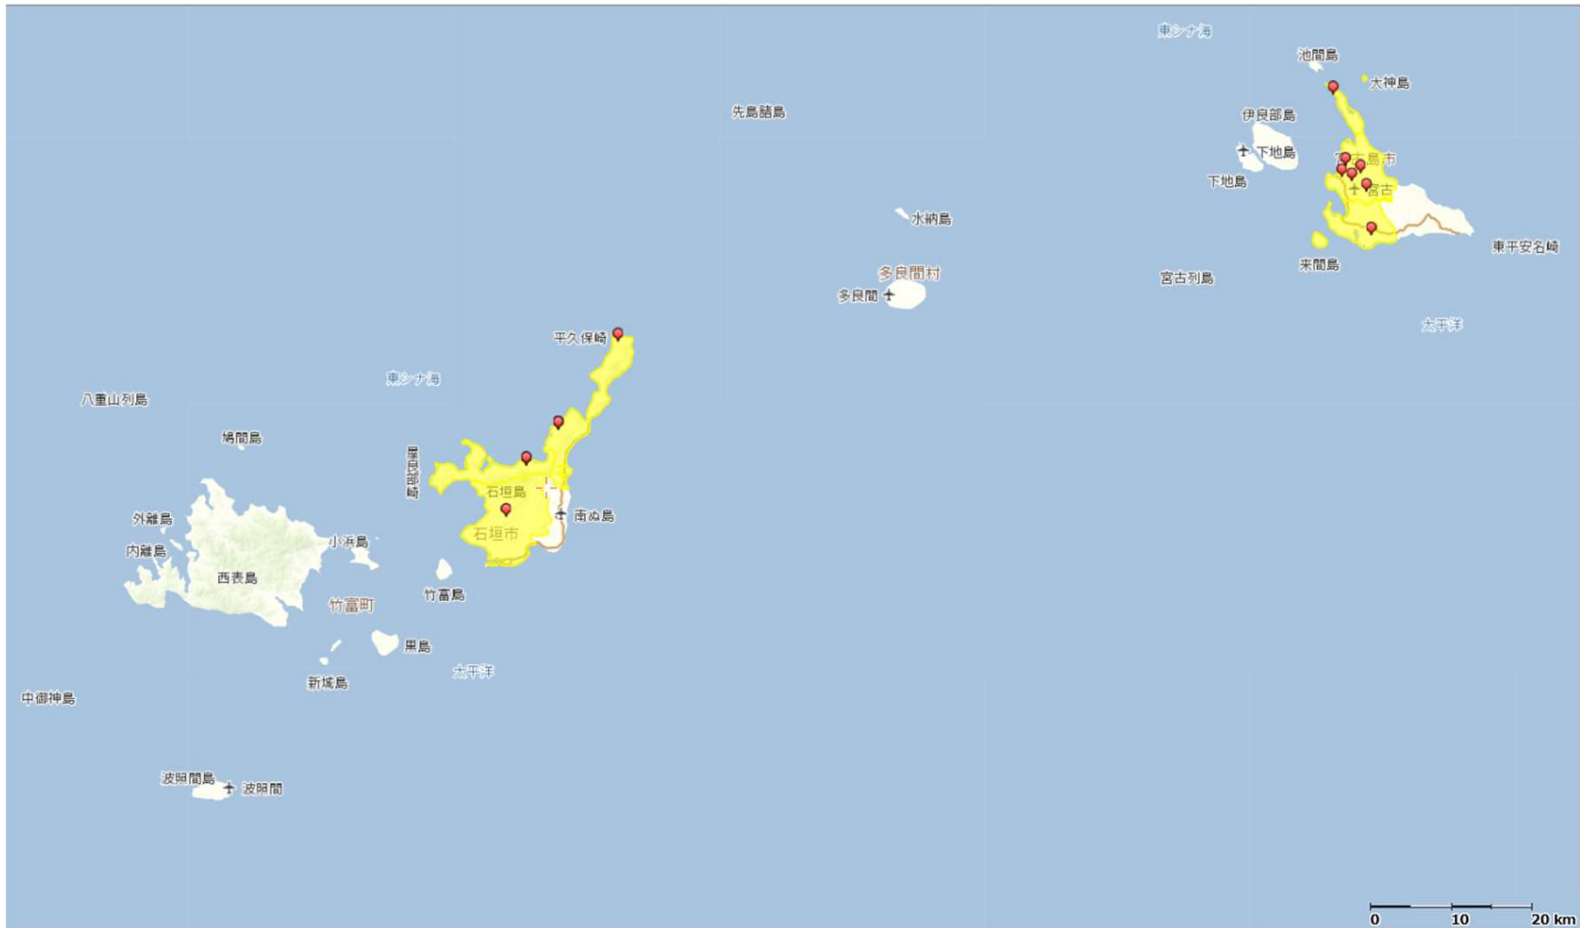 東シナ海
池間島
大神島
先島諸島
伊良部島
下地島
宮古島市
下地島
宮古
水納島
東平安名崎
来間島
多良間村
宮古列島
多良間
太平洋
平久保崎
東シナ海
八重山列島
鳩間島
屋良部崎
石垣島
外離島
南ぬ島
石垣市
小浜島
内離島
西表島
竹富島
竹富町
黒島
太平洋
新城島
中御神島
波照間島
波照間
0 10 20 km